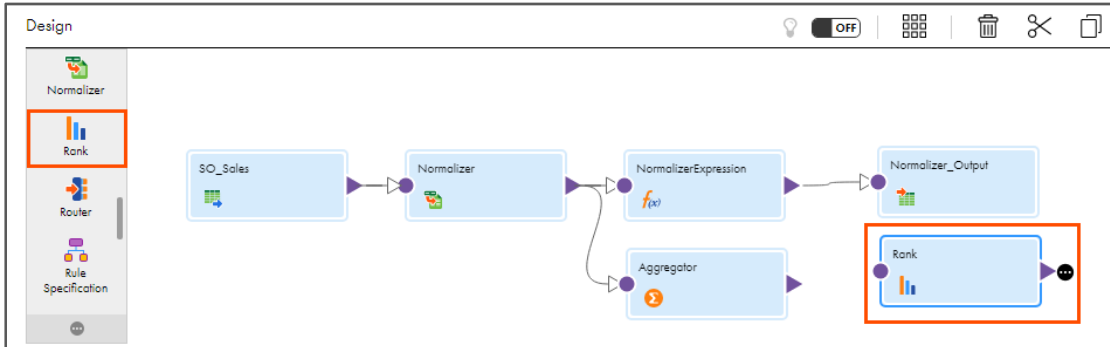 Design
OFF
Normalizer
Rank
Router
Rule
Specification
SO_Sales
Normalizer
NormalizerExpression
f(x)
Normalizer_Output
Aggregator
Σ
Rank